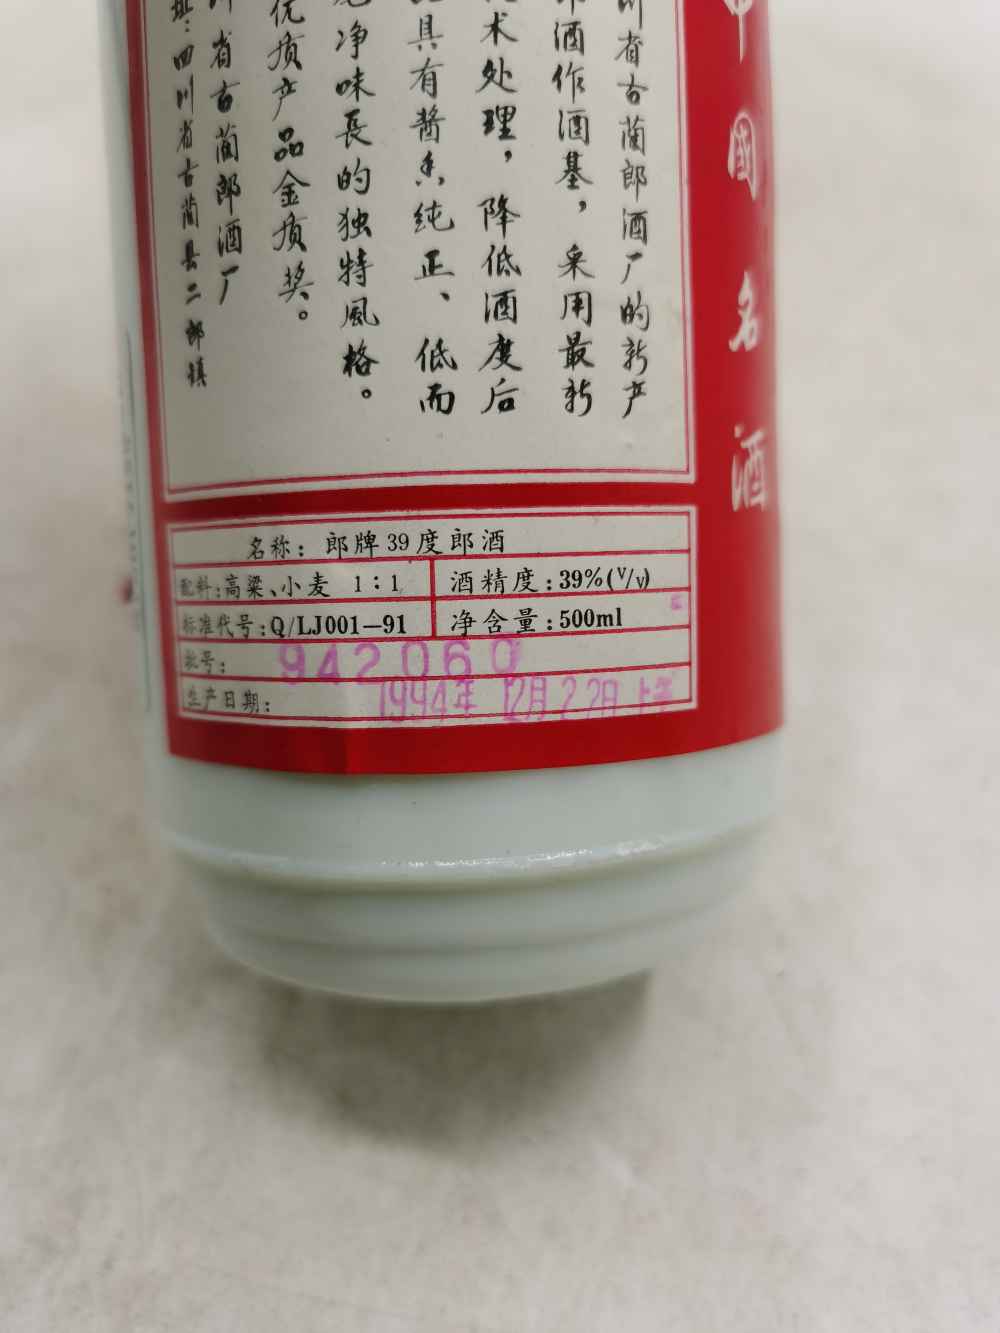 中國名酒
川省古蔺郎酒厂的新产
酒作酒基，采用最新
术处理，降低酒度后
具有酱香纯正、低而
净味長的独特風格。
优质产品金质奖。
省古蔺郎酒厂
址：四川省古蔺县二郎镇
名称：郎牌39度郎酒
配料：高粱、小麦 1：1
酒精度：39%(V/V)
标准代号：Q/LJ001—91
净含量：500ml
批号：942060
生产日期：1994年12月22日上午